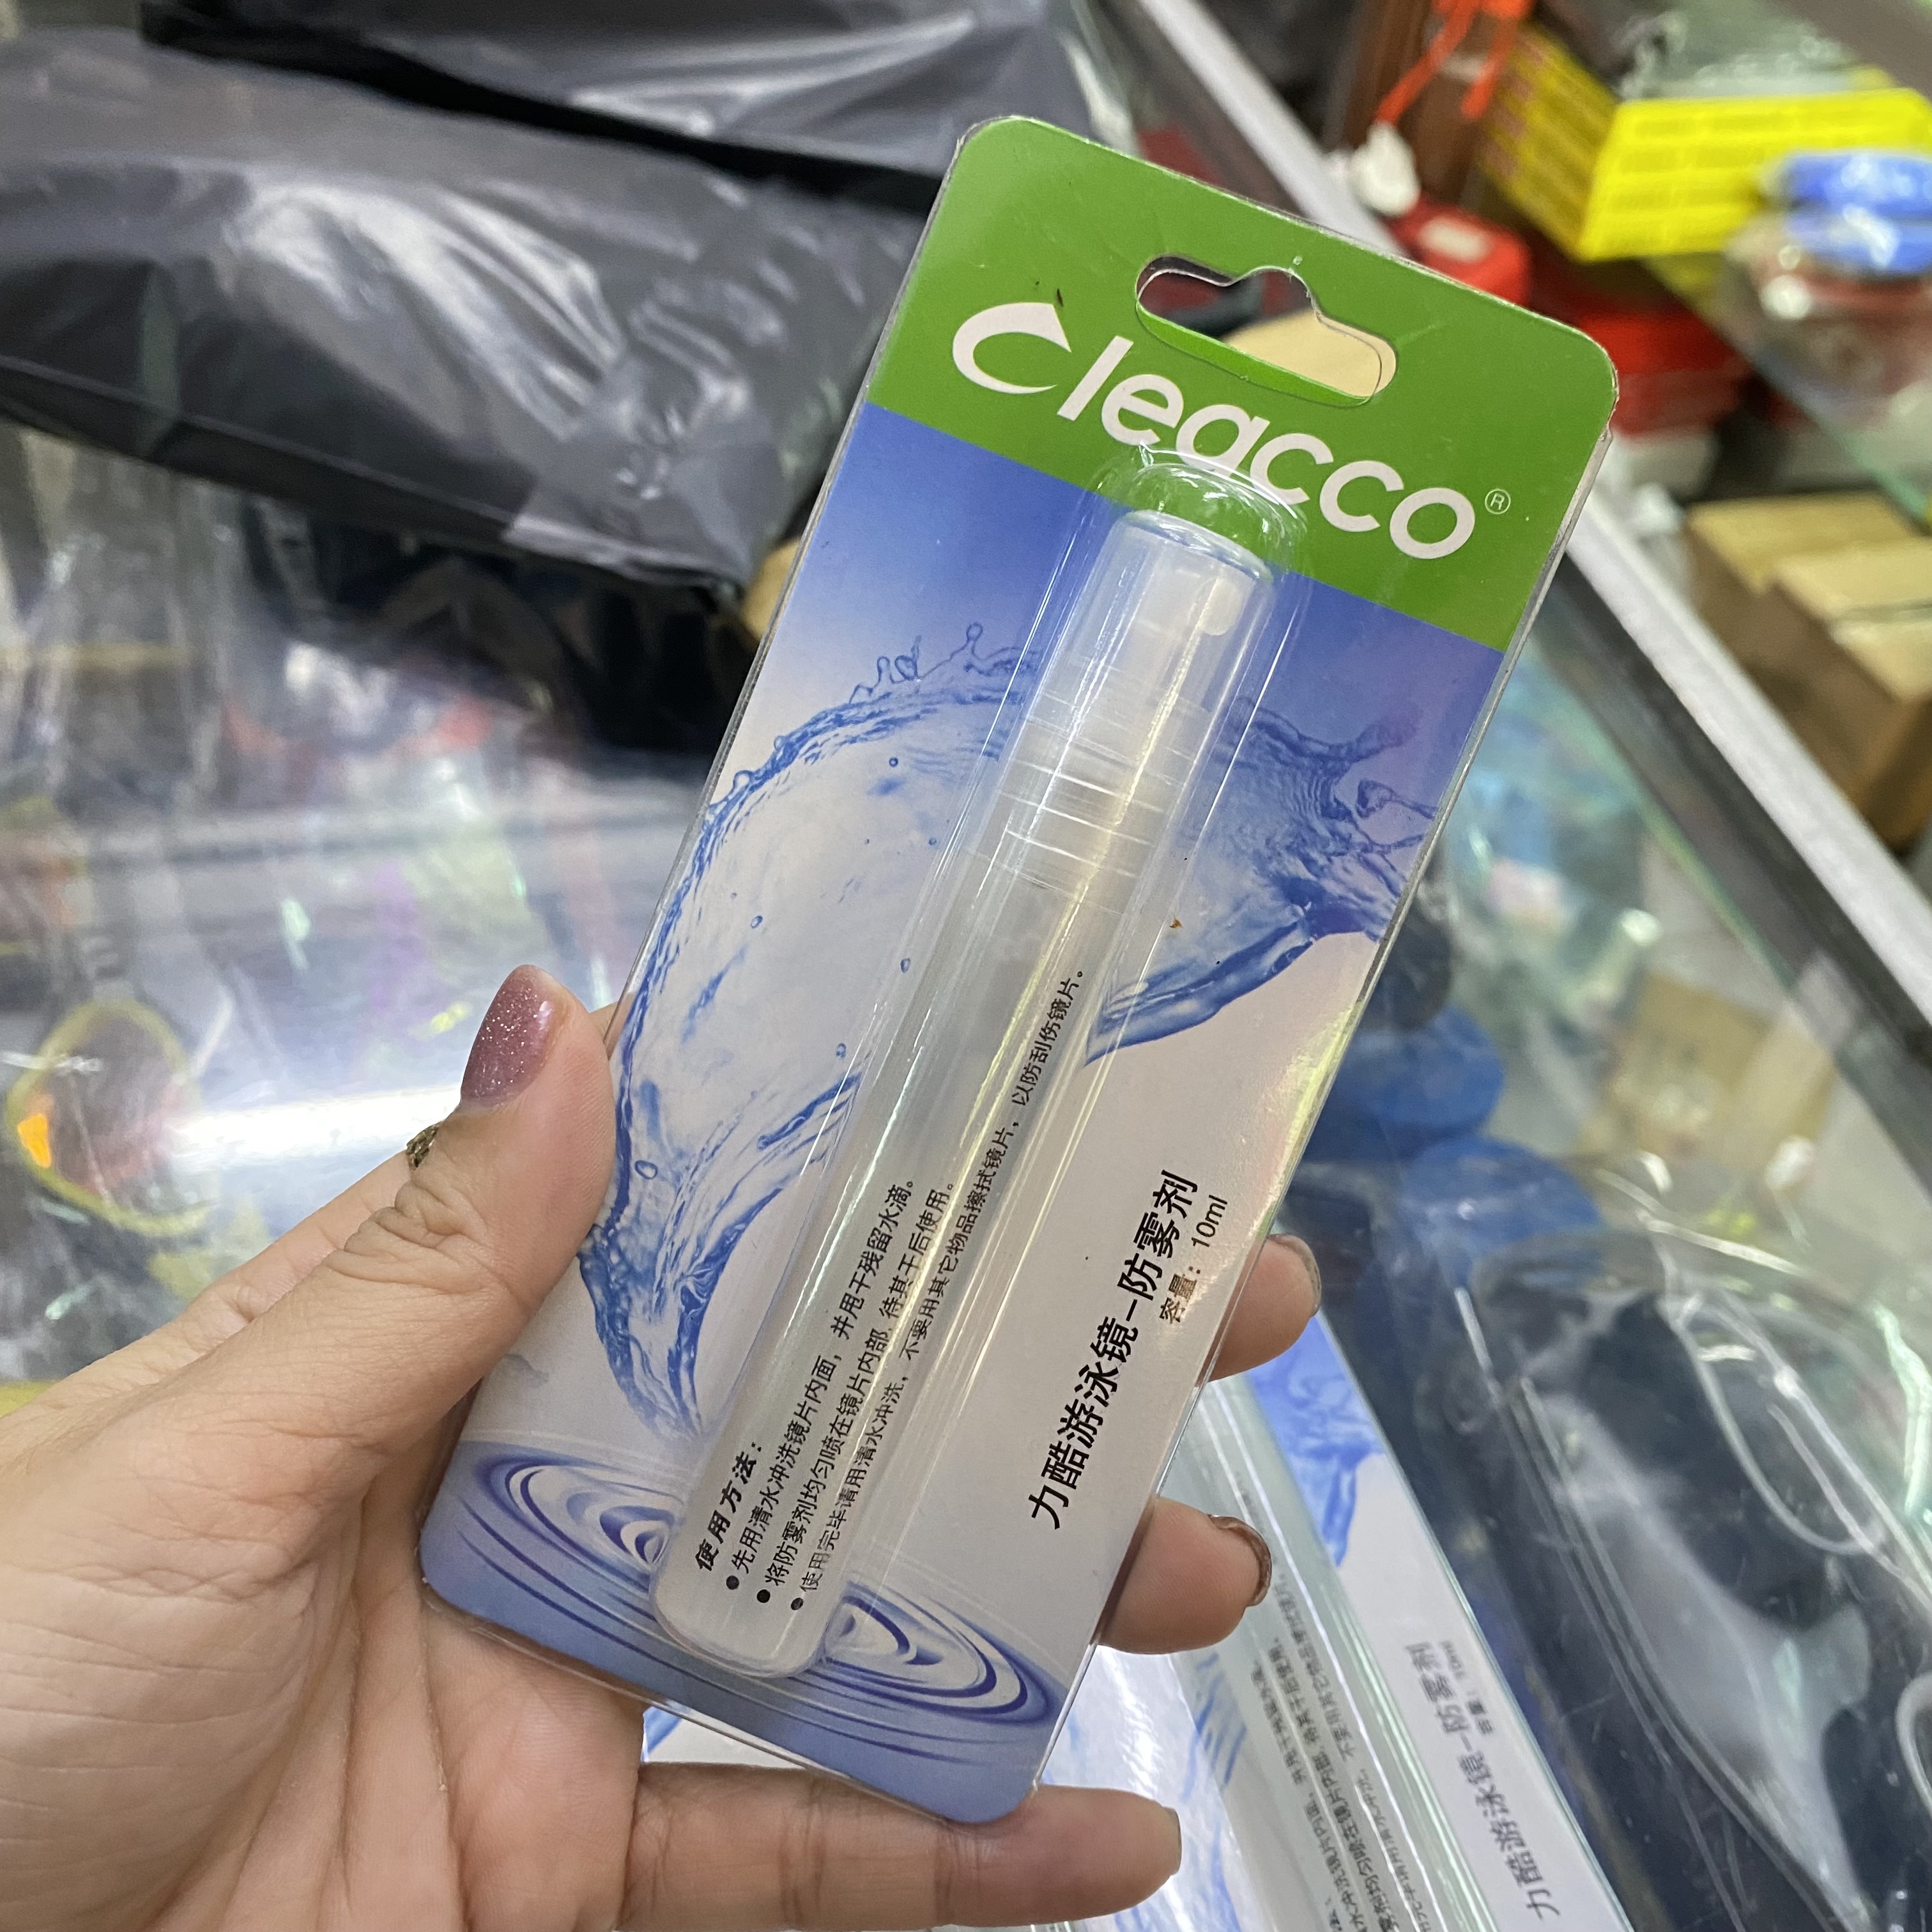 Cleacco®
使用方法:
●先用清水冲洗镜片内面，并甩干残留水滴。
●将防雾剂均匀喷在镜片内部，待其干后使用。
●使用完毕请用清水冲洗，不要用其它物品擦拭镜片，以防刮伤镜片。
力酷游泳镜–防雾剂
容量：10ml
力酷游泳镜–防雾剂
容量：10ml